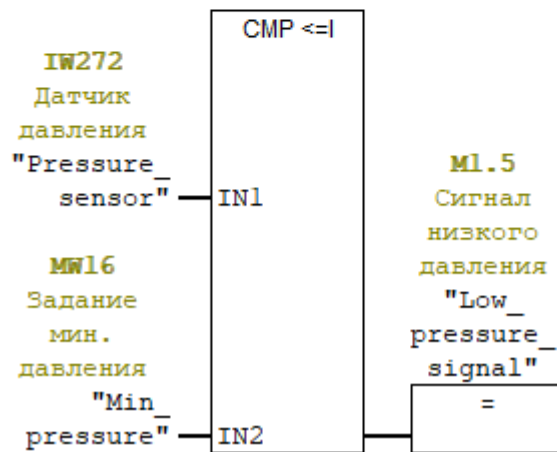 CMP <=I
IW272
Датчик
давления
"Pressure_
sensor"
IN1
MW16
Задание
мин.
давления
"Min_
pressure"
IN2
M1.5
Сигнал
низкого
давления
"Low_
pressure_
signal"
=